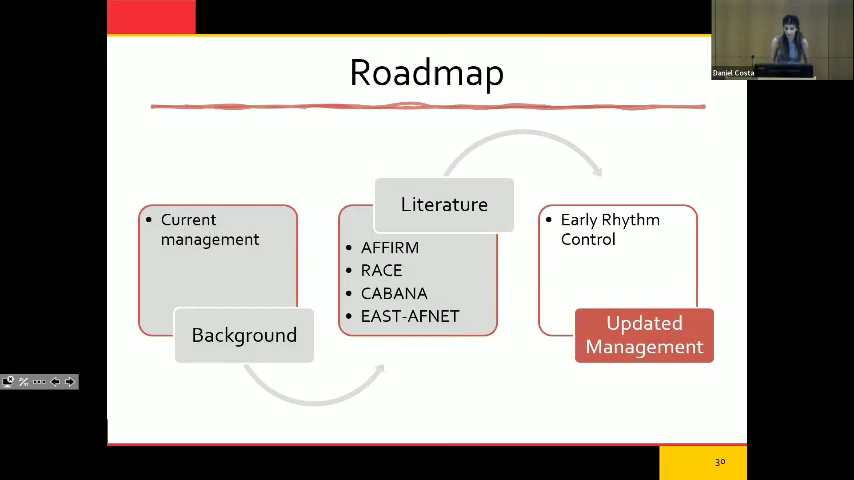 Roadmap
Daniel Costa
• Current
management
Background
Literature
• AFFIRM
• RACE
• CABANA
• EAST-AFNET
• Early Rhythm
Control
Updated
Management
30